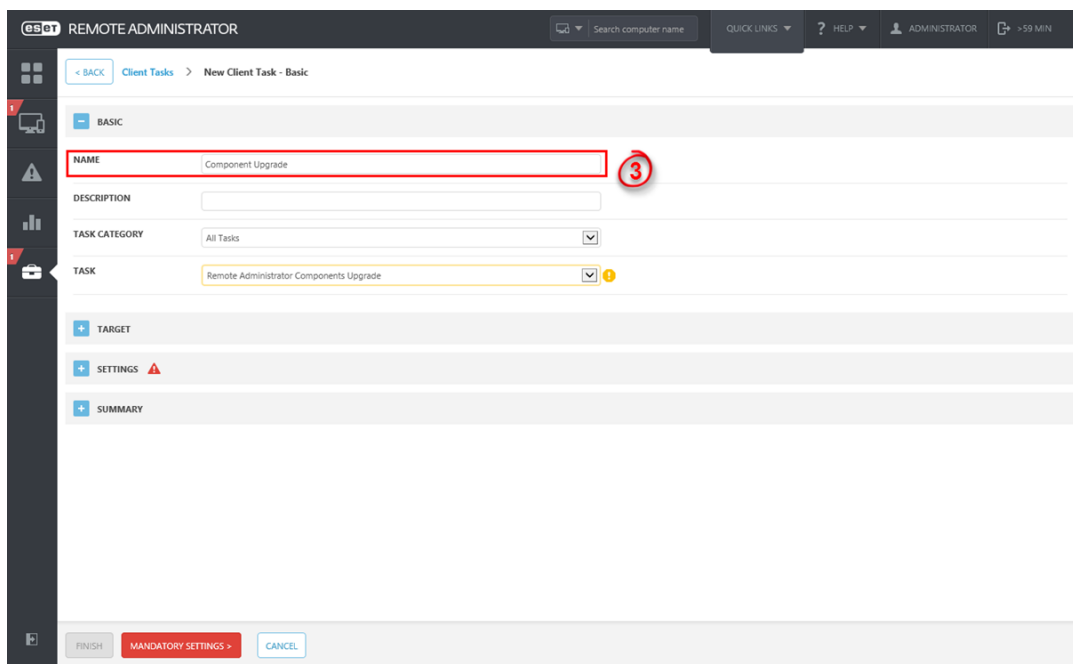 eseT REMOTE ADMINISTRATOR Search computer name QUICK LINKS ? HELP ADMINISTRATOR >59 MIN
< BACK Client Tasks > New Client Task - Basic
1
− BASIC
NAME Component Upgrade 3
DESCRIPTION
TASK CATEGORY All Tasks
1
TASK Remote Administrator Components Upgrade !
+ TARGET
+ SETTINGS
+ SUMMARY
FINISH MANDATORY SETTINGS > CANCEL